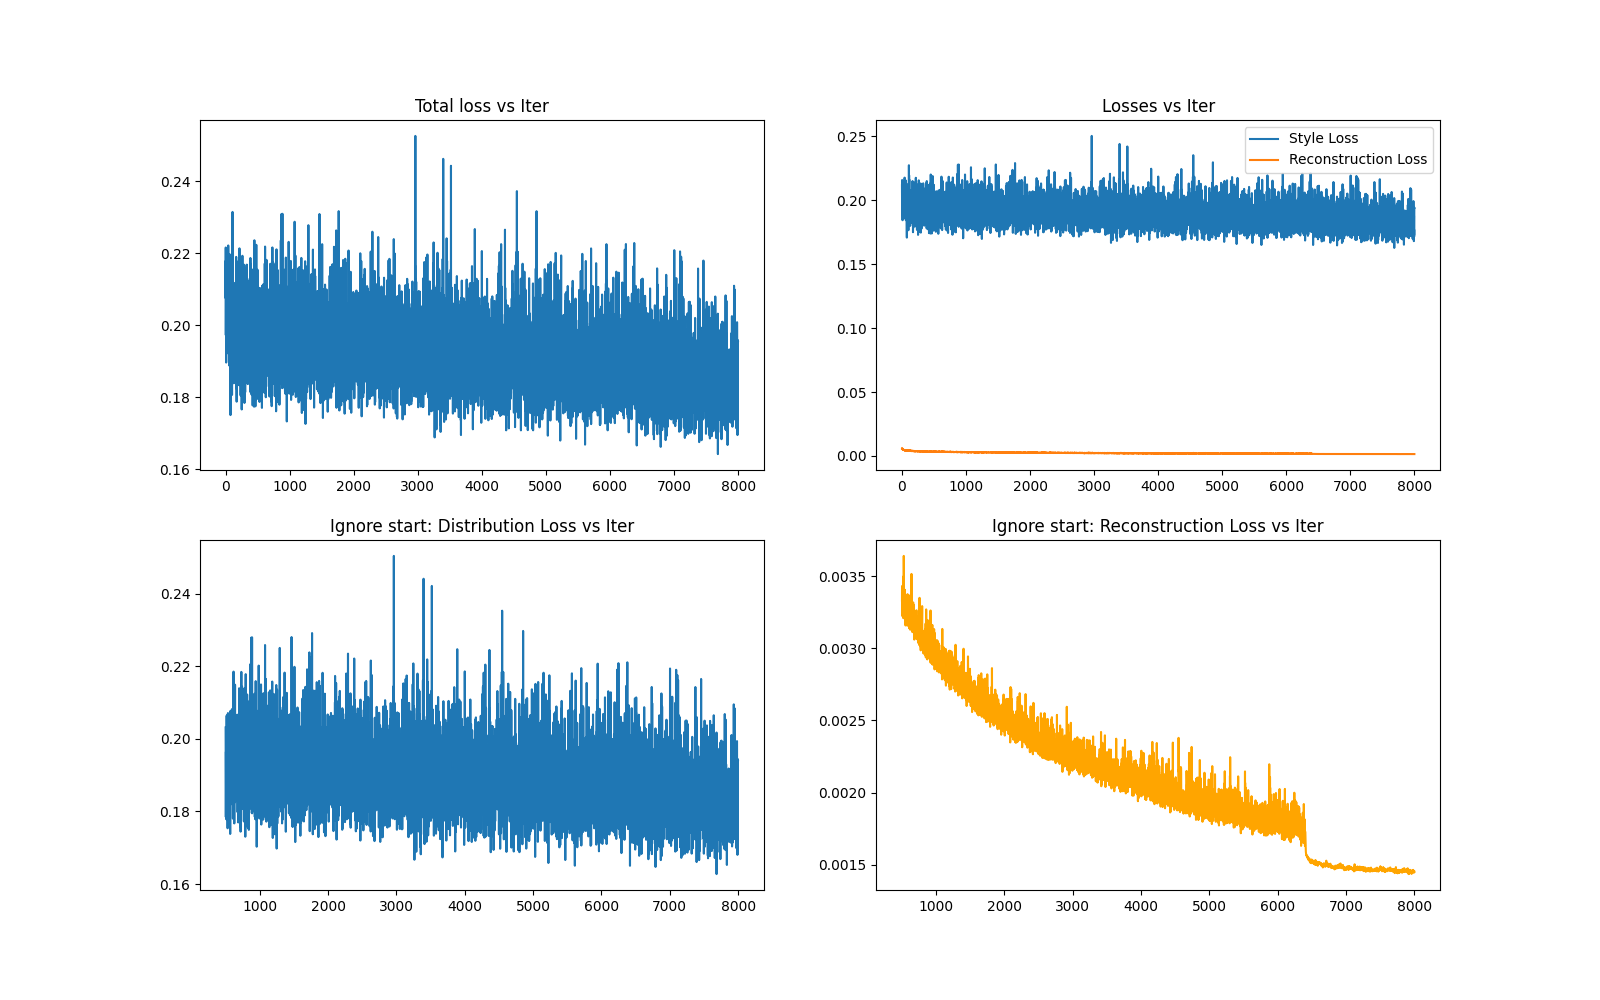 Total loss vs Iter
0.24
0.22
0.20
0.18
0.16
0 1000 2000 3000 4000 5000 6000 7000 8000
Losses vs Iter
Style Loss
Reconstruction Loss
0.25
0.20
0.15
0.10
0.05
0.00
0 1000 2000 3000 4000 5000 6000 7000 8000
Ignore start: Distribution Loss vs Iter
0.24
0.22
0.20
0.18
0.16
1000 2000 3000 4000 5000 6000 7000 8000
Ignore start: Reconstruction Loss vs Iter
0.0035
0.0030
0.0025
0.0020
0.0015
1000 2000 3000 4000 5000 6000 7000 8000